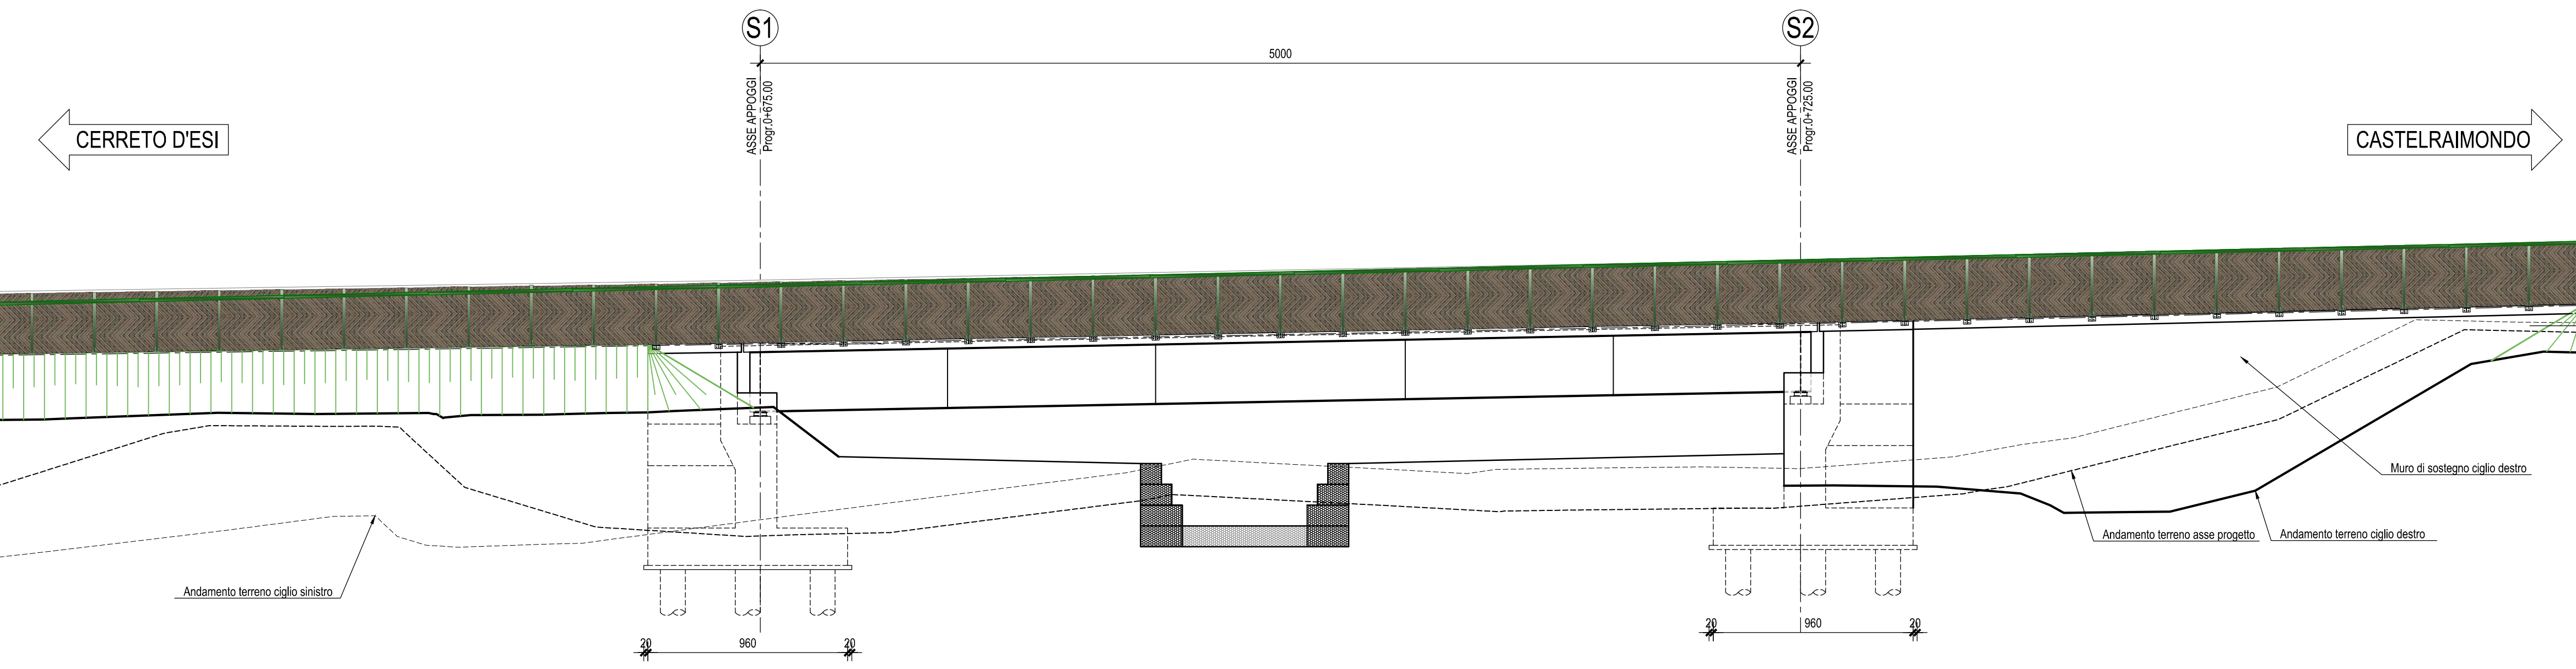 S1
S2
5000
ASSE APPOGGI
Progr.0+675.00
ASSE APPOGGI
Progr.0+725.00
CERRETO D'ESI
CASTELRAIMONDO
Muro di sostegno ciglio destro
Andamento terreno asse progetto
Andamento terreno ciglio destro
Andamento terreno ciglio sinistro
20 960 20
20 960 20